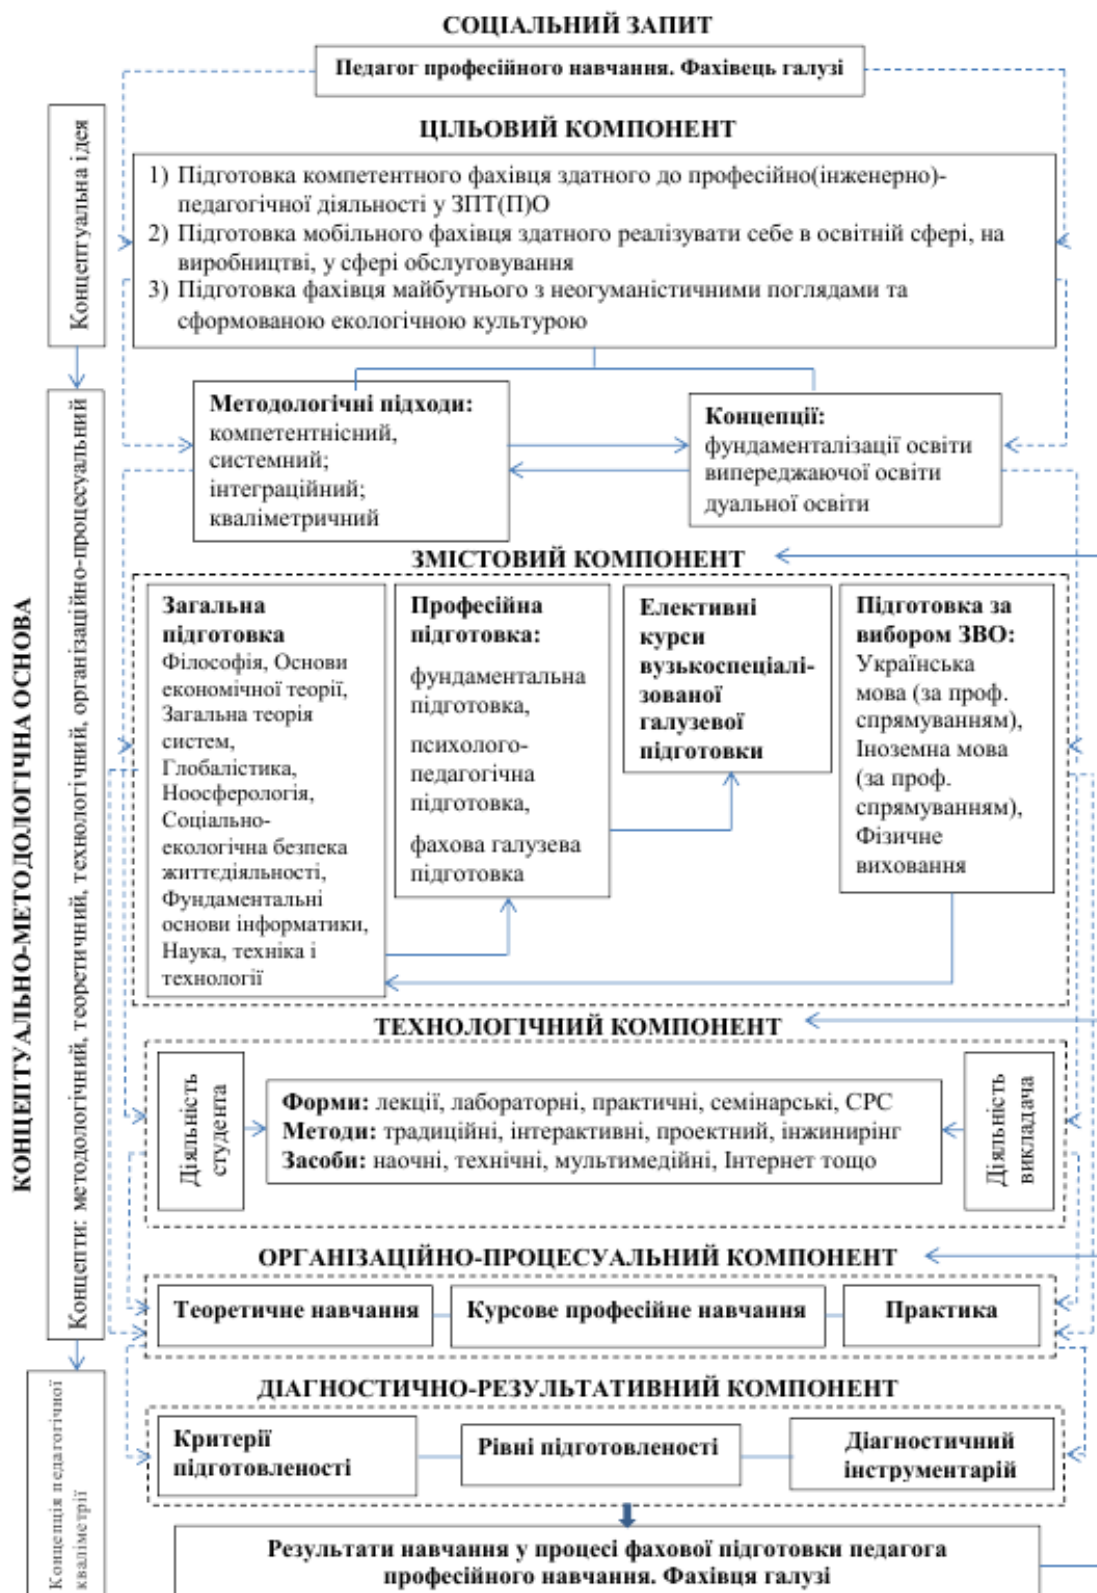 СОЦІАЛЬНИЙ ЗАПИТ
Педагог професійного навчання. Фахівець галузі
КОНЦЕПТУАЛЬНО-МЕТОДОЛОГІЧНА ОСНОВА
Концептуальна ідея
ЦІЛЬОВИЙ КОМПОНЕНТ
1) Підготовка компетентного фахівця здатного до професійно(інженерно)-
педагогічної діяльності у ЗПТ(П)О
2) Підготовка мобільного фахівця здатного реалізувати себе в освітній сфері, на
виробництві, у сфері обслуговування
3) Підготовка фахівця майбутнього з неогуманістичними поглядами та
сформованою екологічною культурою
Концепти: методологічний, теоретичний, технологічний, організаційно-процесуальний
Методологічні підходи:
компетентнісний,
системний;
інтеграційний;
кваліметричний
Концепції:
фундаменталізації освіти
випереджаючої освіти
дуальної освіти
ЗМІСТОВИЙ КОМПОНЕНТ
Загальна
підготовка
Філософія, Основи
економічної теорії,
Загальна теорія
систем,
Глобалістика,
Ноосферологія,
Соціально-
екологічна безпека
життєдіяльності,
Фундаментальні
основи інформатики,
Наука, техніка і
технології
Професійна
підготовка:
фундаментальна
підготовка,
психолого-
педагогічна
підготовка,
фахова галузева
підготовка
Елективні
курси
вузькоспеціалі-
зованої
галузевої
підготовки
Підготовка за
вибором ЗВО:
Українська
мова (за проф.
спрямуванням),
Іноземна мова
(за проф.
спрямуванням),
Фізичне
виховання
ТЕХНОЛОГІЧНИЙ КОМПОНЕНТ
Діяльність
студента
Форми: лекції, лабораторні, практичні, семінарські, СРС
Методи: традиційні, інтерактивні, проектний, інжинирінг
Засоби: наочні, технічні, мультимедійні, Інтернет тощо
Діяльність
викладача
ОРГАНІЗАЦІЙНО-ПРОЦЕСУАЛЬНИЙ КОМПОНЕНТ
Теоретичне навчання
Курсове професійне навчання
Практика
Концепція педагогічної
кваліметрії
ДІАГНОСТИЧНО-РЕЗУЛЬТАТИВНИЙ КОМПОНЕНТ
Критерії
підготовленості
Рівні підготовленості
Діагностичний
інструментарій
Результати навчання у процесі фахової підготовки педагога
професійного навчання. Фахівця галузі